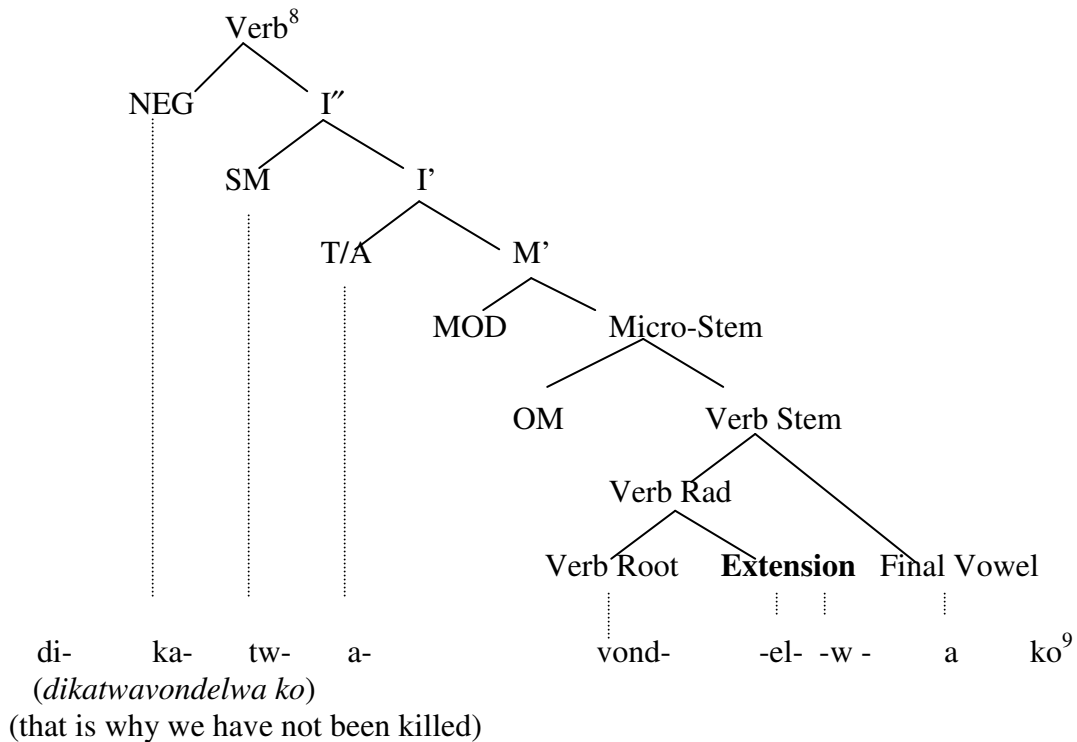 Verb⁸
NEG I″
SM I’
T/A M’
MOD Micro-Stem
OM Verb Stem
Verb Rad
Verb Root Extension Final Vowel
di- ka- tw- a- vond- -el- -w - a ko⁹
(dikatwavondelwa ko)
(that is why we have not been killed)